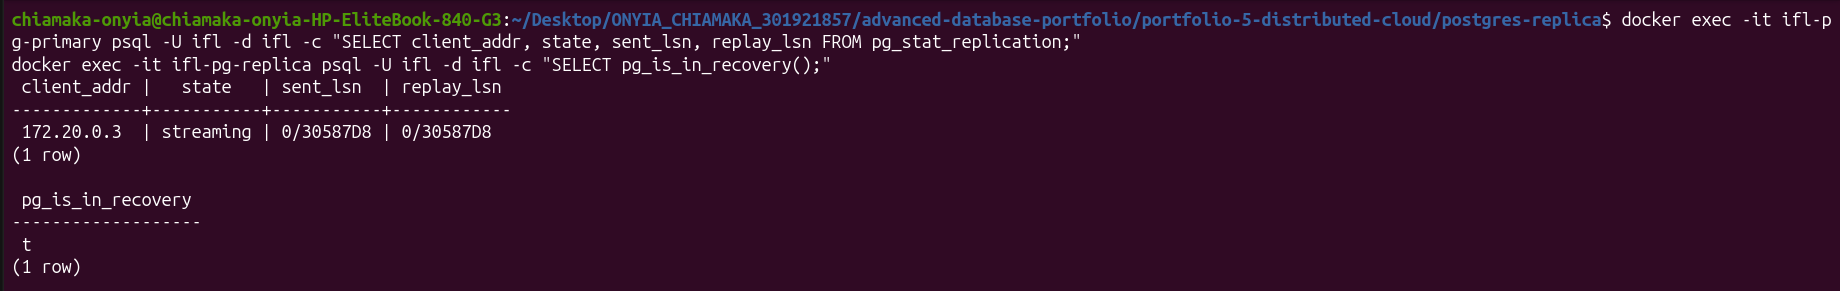 chiamaka-onyia@chiamaka-onyia-HP-EliteBook-840-G3:~/Desktop/ONYIA_CHIAMAKA_301921857/advanced-database-portfolio/portfolio-5-distributed-cloud/postgres-replica$ docker exec -it ifl-p
g-primary psql -U ifl -d ifl -c "SELECT client_addr, state, sent_lsn, replay_lsn FROM pg_stat_replication;"
docker exec -it ifl-pg-replica psql -U ifl -d ifl -c "SELECT pg_is_in_recovery();"
 client_addr |   state   | sent_lsn  | replay_lsn
-------------+-----------+-----------+------------
 172.20.0.3  | streaming | 0/30587D8 | 0/30587D8
(1 row)

 pg_is_in_recovery
-------------------
 t
(1 row)